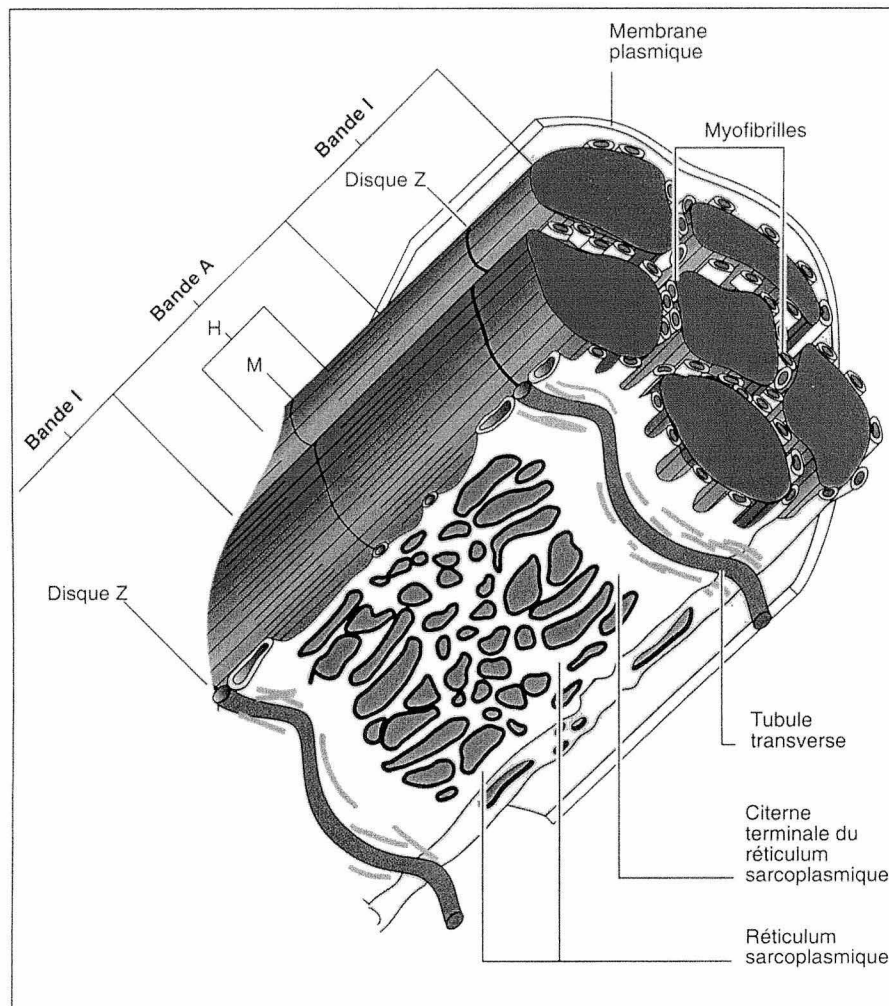 Membrane
plasmique
Myofibrilles
Bande I
Disque Z
Bande A
H
M
Bande I
Disque Z
Tubule
transverse
Citerne
terminale du
réticulum
sarcoplasmique
Réticulum
sarcoplasmique